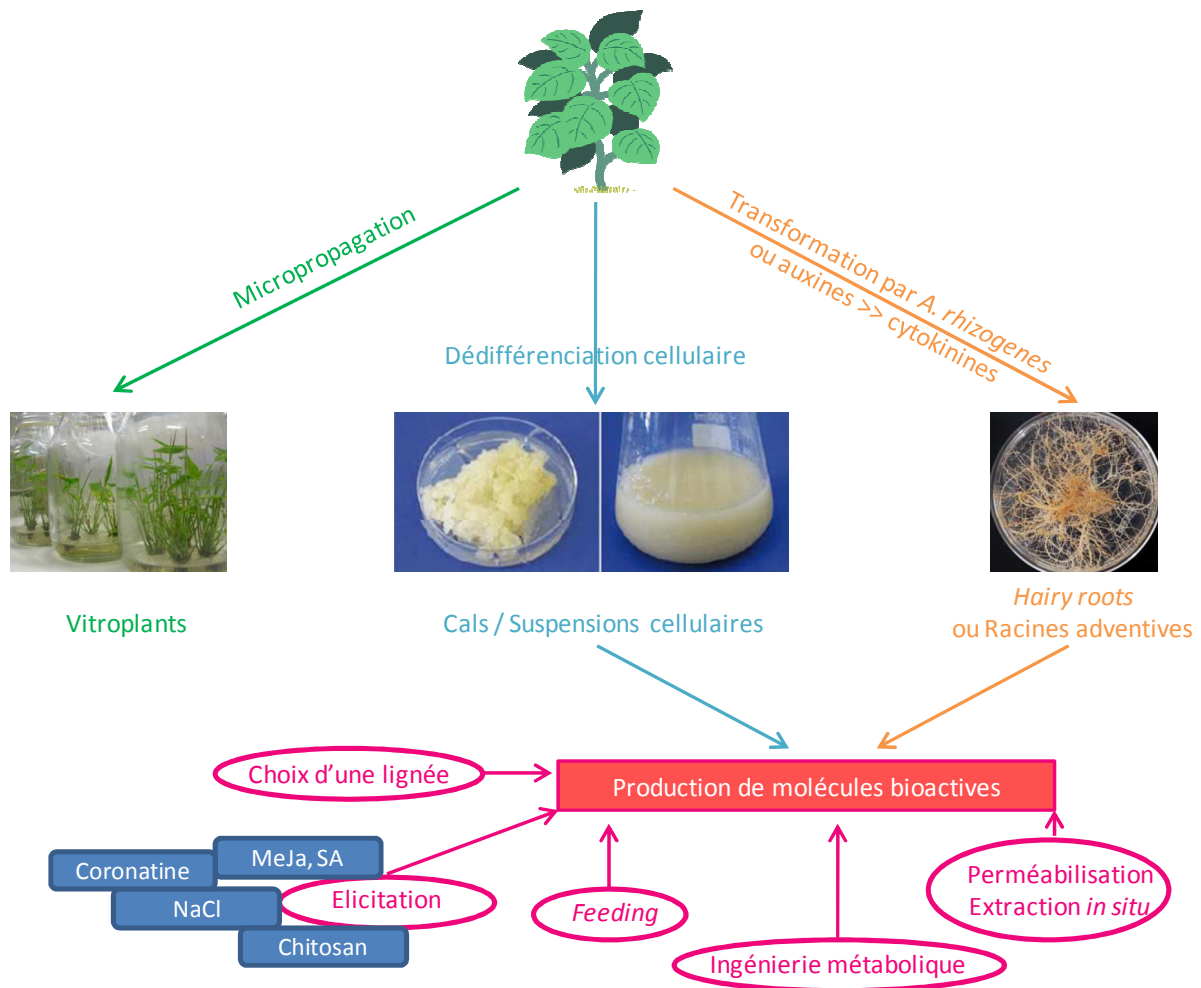 Micropropagation
Dédifférenciation cellulaire
Transformation par A. rhizogenes
ou auxines >> cytokinines
Vitroplants
Cals / Suspensions cellulaires
Hairy roots
ou Racines adventives
Choix d'une lignée
Production de molécules bioactives
MeJa, SA
Coronatine
NaCl
Elicitation
Chitosan
Feeding
Ingénierie métabolique
Perméabilisation
Extraction in situ